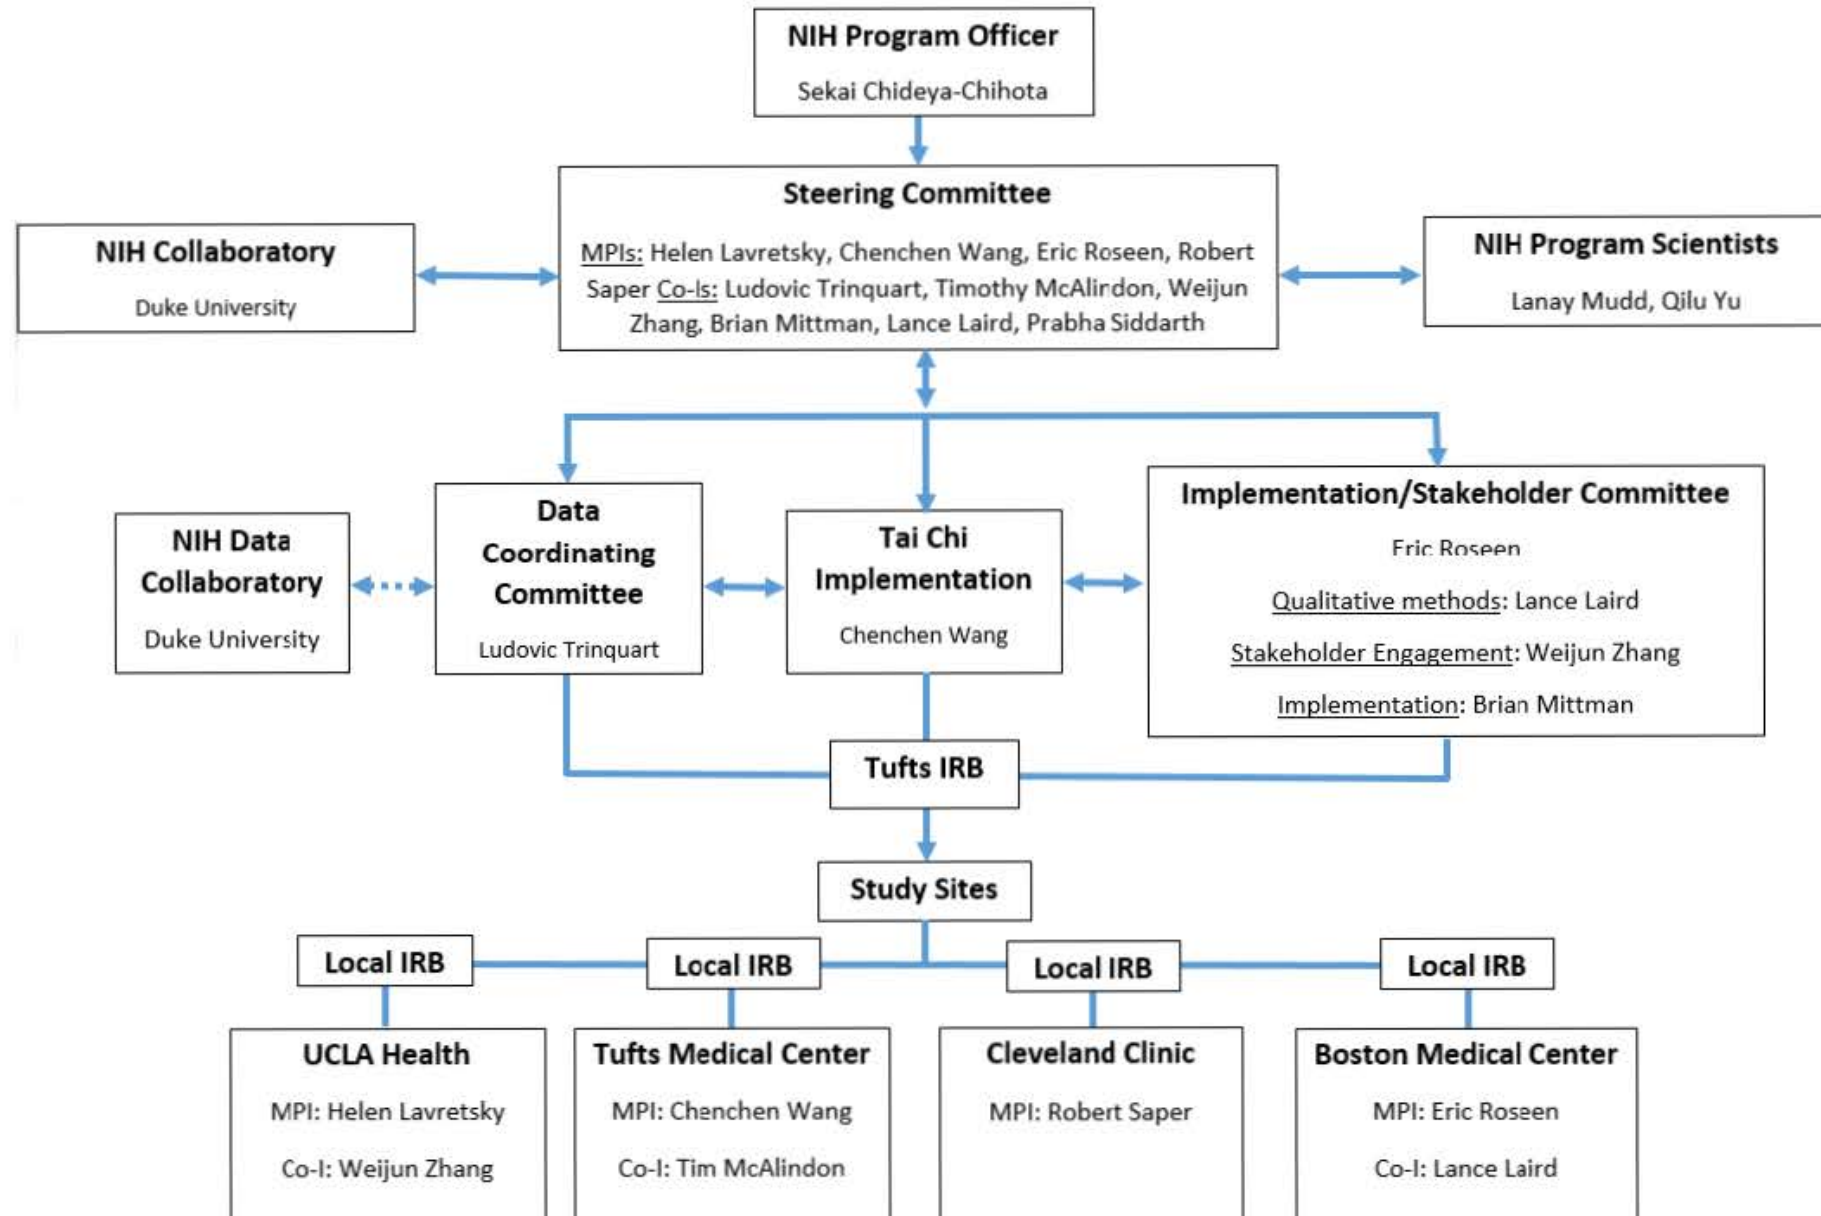 NIH Program Officer
Sekai Chideya-Chihota
Steering Committee
MPIs: Helen Lavretsky, Chenchen Wang, Eric Roseen, Robert
Saper Co-Is: Ludovic Trinquart, Timothy McAlindon, Weijun
Zhang, Brian Mittman, Lance Laird, Prabha Siddarth
NIH Collaboratory
Duke University
NIH Program Scientists
Lanay Mudd, Qilu Yu
NIH Data
Collaboratory
Duke University
Data
Coordinating
Committee
Ludovic Trinquart
Tai Chi
Implementation
Chenchen Wang
Implementation/Stakeholder Committee
Eric Roseen
Qualitative methods: Lance Laird
Stakeholder Engagement: Weijun Zhang
Implementation: Brian Mittman
Tufts IRB
Study Sites
Local IRB
Local IRB
Local IRB
Local IRB
UCLA Health
MPI: Helen Lavretsky
Co-I: Weijun Zhang
Tufts Medical Center
MPI: Chenchen Wang
Co-I: Tim McAlindon
Cleveland Clinic
MPI: Robert Saper
Boston Medical Center
MPI: Eric Roseen
Co-I: Lance Laird